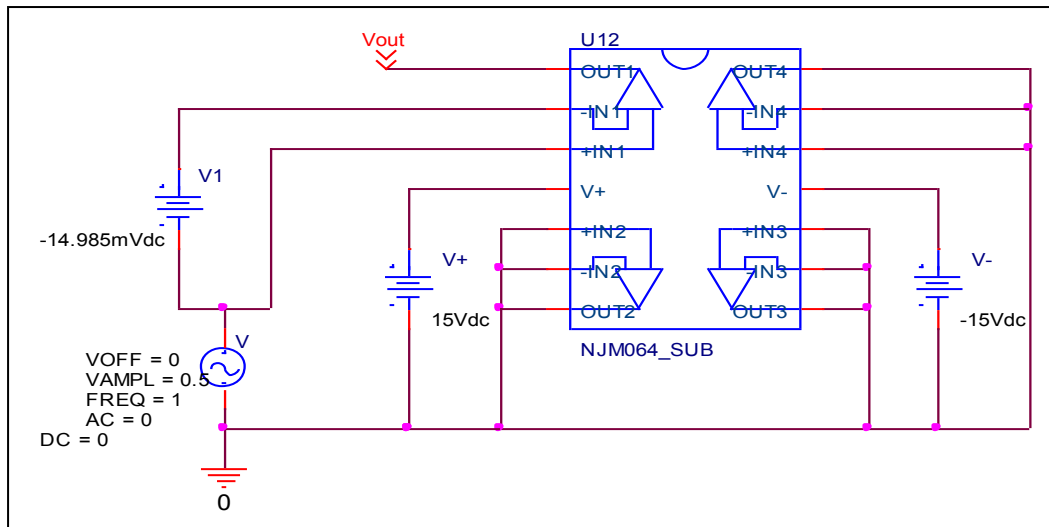 U12
Vout
OUT1
OUT4
-IN1
-IN4
+IN1
+IN4
V1
V+
V-
-14.985mVdc
+IN2
+IN3
V+
-IN2
-IN3
V-
15Vdc
OUT2
OUT3
-15Vdc
V
NJM064_SUB
VOFF = 0
VAMPL = 0.5
FREQ = 1
AC = 0
DC = 0
0